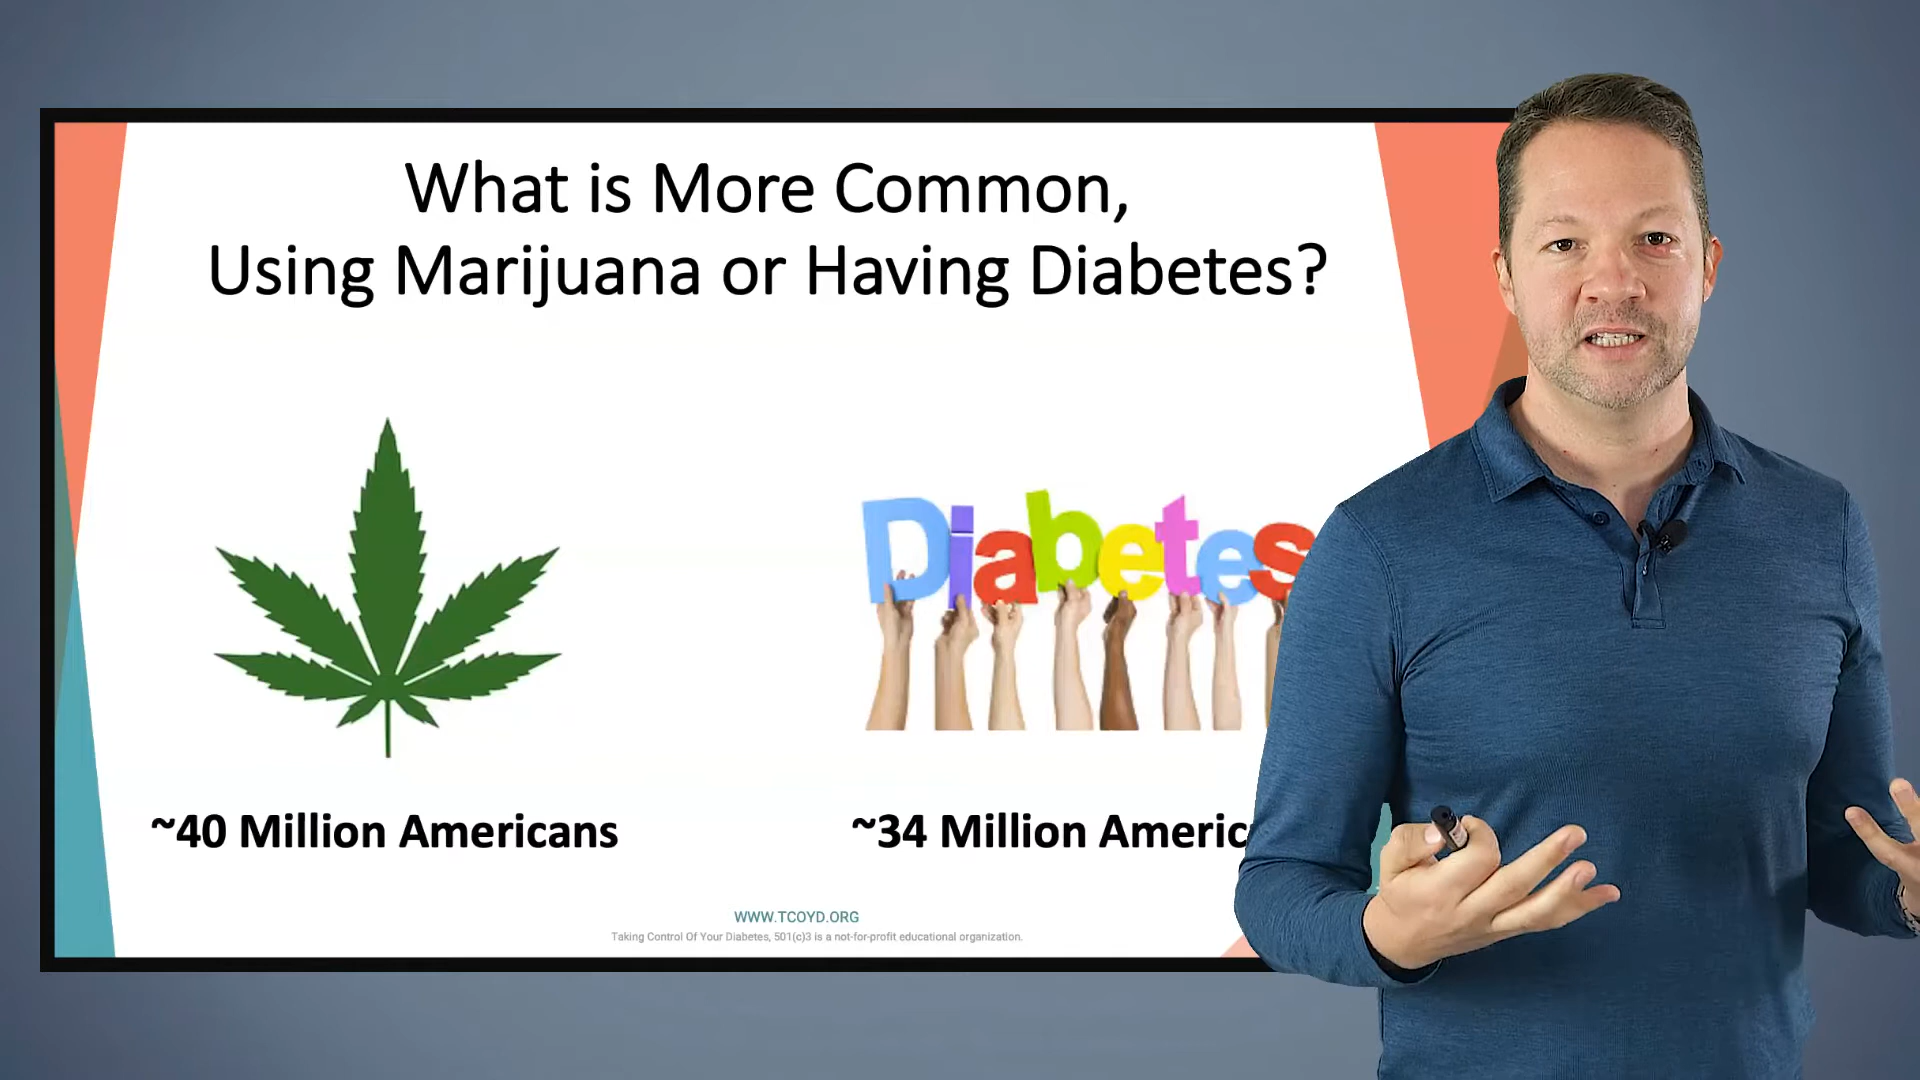 What is More Common,
Using Marijuana or Having Diabetes?
Diabetes
~40 Million Americans
~34 Million Americ
WWW.TCOYD.ORG
Taking Control Of Your Diabetes, 501(c)3 is a not-for-profit educational organization.